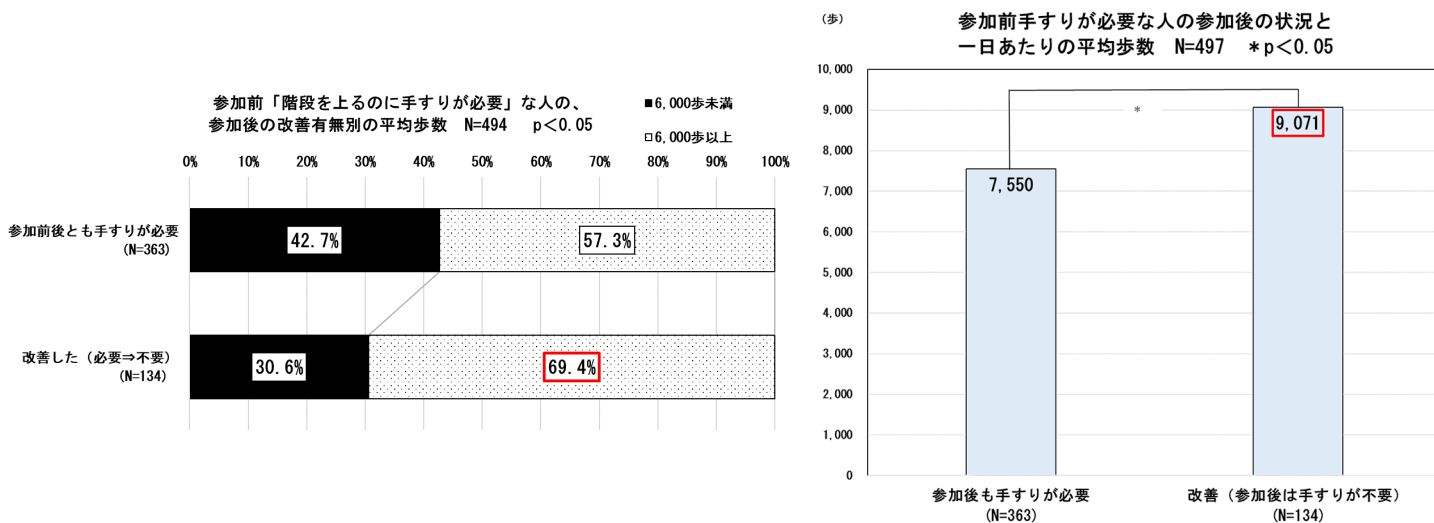 参加前「階段を上るのに手すりが必要」な人の、
参加後の改善有無別の平均歩数 N=494 p＜0.05
■6,000歩未満
□6,000歩以上
0% 10% 20% 30% 40% 50% 60% 70% 80% 90% 100%
参加前後とも手すりが必要
(N=363)
42.7% 57.3%
改善した（必要⇒不要）
(N=134)
30.6% 69.4%
（歩）
参加前手すりが必要な人の参加後の状況と
一日あたりの平均歩数 N=497 ＊p＜0.05
10,000
9,000
8,000
7,000
6,000
5,000
4,000
3,000
2,000
1,000
0
*
7,550
9,071
参加後も手すりが必要
(N=363)
改善（参加後は手すりが不要）
(N=134)